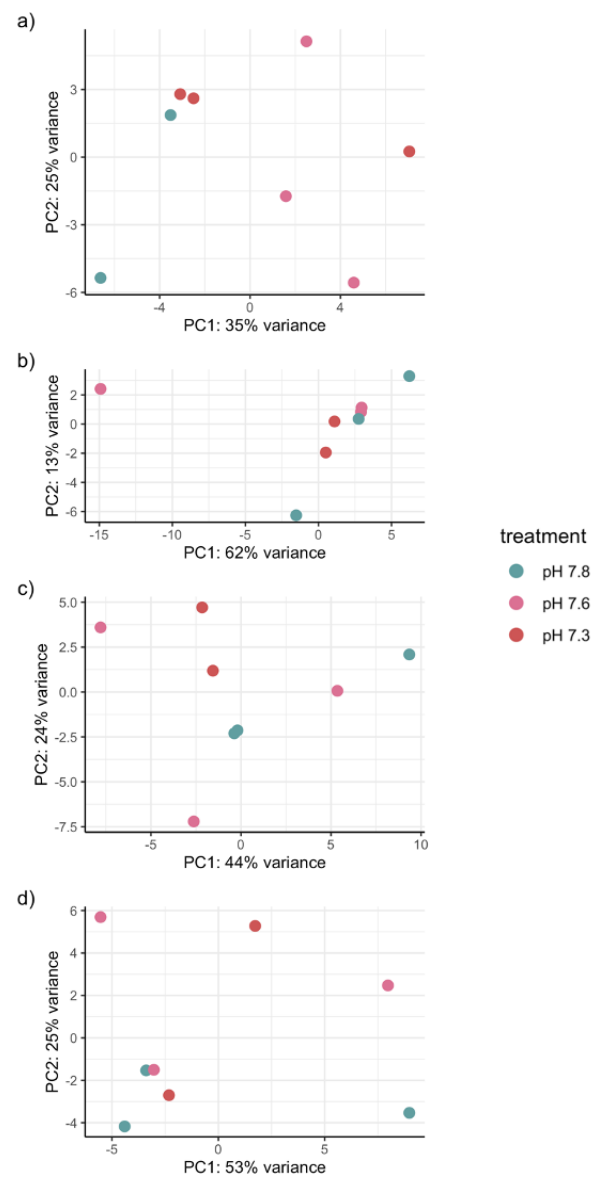 a)
PC2: 25% variance
3
0
-3
-6
-4
0
4
PC1: 35% variance
b)
PC2: 13% variance
2
0
-2
-4
-6
-15
-10
-5
0
5
PC1: 62% variance
treatment
pH 7.8
pH 7.6
pH 7.3
c)
PC2: 24% variance
5.0
2.5
0.0
-2.5
-5.0
-7.5
-5
0
5
10
PC1: 44% variance
d)
PC2: 25% variance
6
4
2
0
-2
-4
-5
0
5
PC1: 53% variance